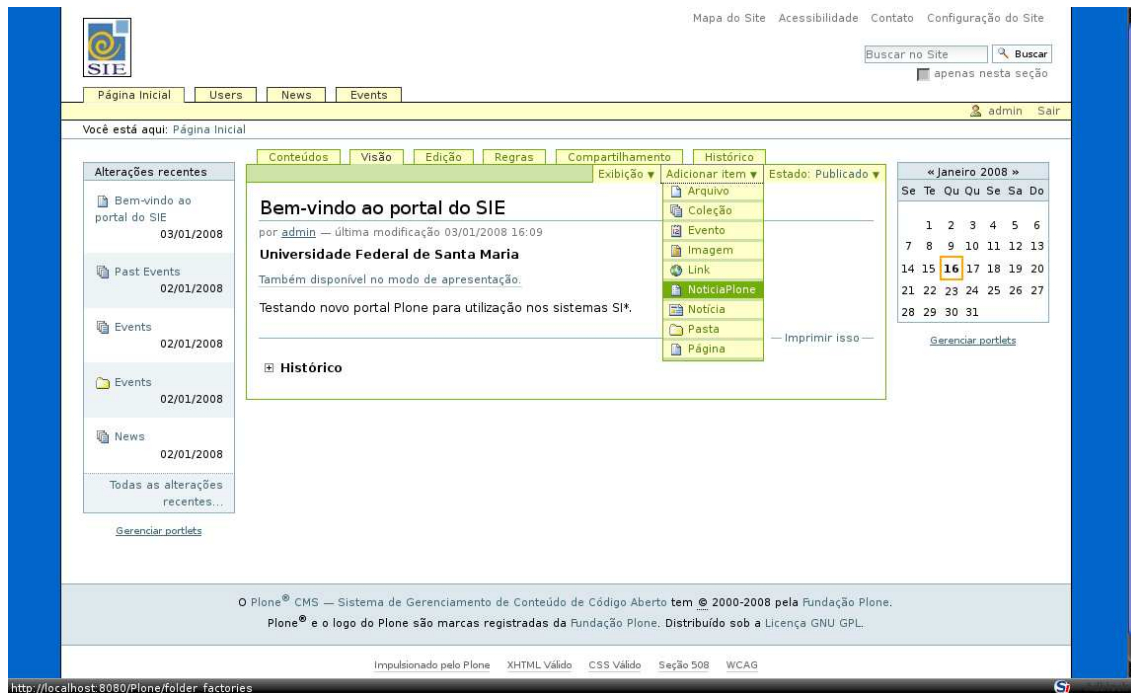 Mapa do Site Acessibilidade Contato Configuração do Site
SIE
Buscar no Site Buscar
apenas nesta seção
Página Inicial Users News Events
admin Sair
Você está aqui: Página Inicial
Alterações recentes
Bem-vindo ao
portal do SIE
03/01/2008
Past Events
02/01/2008
Events
02/01/2008
Events
02/01/2008
News
02/01/2008
Todas as alterações
recentes...
Gerenciar portlets
Conteúdos Visão Edição Regras Compartilhamento Histórico
Exibição ▼ Adicionar item ▼ Estado: Publicado ▼
Arquivo
Coleção
Evento
Imagem
Link
NoticiaPlone
Notícia
Pasta
Página
Bem-vindo ao portal do SIE
por admin — última modificação 03/01/2008 16:09
Universidade Federal de Santa Maria
Também disponível no modo de apresentação.
Testando novo portal Plone para utilização nos sistemas SI*.
— Imprimir isso —
Histórico
« Janeiro 2008 »
Se Te Qu Qu Se Sa Do
1 2 3 4 5 6
7 8 9 10 11 12 13
14 15 16 17 18 19 20
21 22 23 24 25 26 27
28 29 30 31
Gerenciar portlets
O Plone® CMS — Sistema de Gerenciamento de Conteúdo de Código Aberto tem © 2000-2008 pela Fundação Plone.
Plone® e o logo do Plone são marcas registradas da Fundação Plone. Distribuído sob a Licença GNU GPL.
Impulsionado pelo Plone XHTML Válido CSS Válido Seção 508 WCAG
http://localhost:8080/Plone/folder_factories